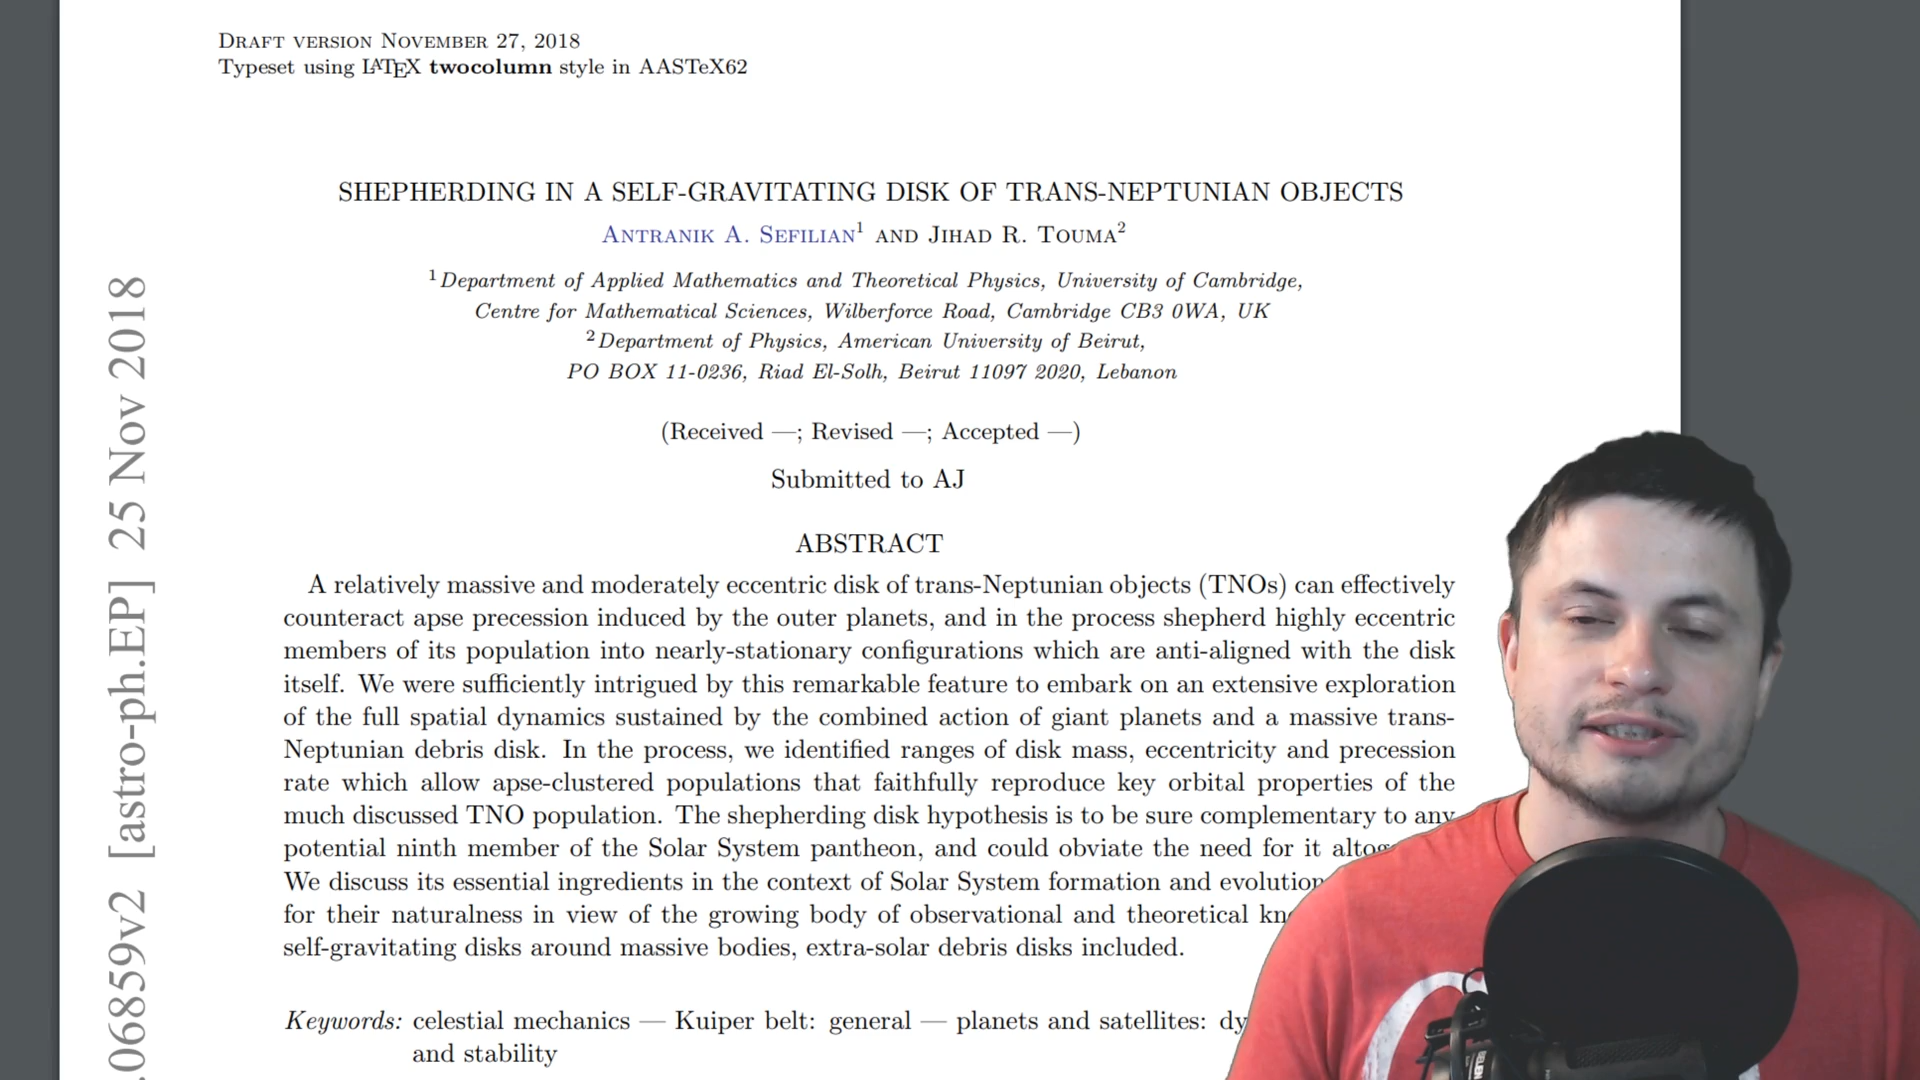 DRAFT VERSION NOVEMBER 27, 2018
Typeset using LATEX twocolumn style in AASTeX62
SHEPHERDING IN A SELF-GRAVITATING DISK OF TRANS-NEPTUNIAN OBJECTS
ANTRANIK A. SEFILIAN1 AND JIHAD R. TOUMA2
1Department of Applied Mathematics and Theoretical Physics, University of Cambridge,
Centre for Mathematical Sciences, Wilberforce Road, Cambridge CB3 0WA, UK
2Department of Physics, American University of Beirut,
PO BOX 11-0236, Riad El-Solh, Beirut 11097 2020, Lebanon
(Received —; Revised —; Accepted —)
Submitted to AJ
ABSTRACT
A relatively massive and moderately eccentric disk of trans-Neptunian objects (TNOs) can effectively
counteract apse precession induced by the outer planets, and in the process shepherd highly eccentric
members of its population into nearly-stationary configurations which are anti-aligned with the disk
itself. We were sufficiently intrigued by this remarkable feature to embark on an extensive exploration
of the full spatial dynamics sustained by the combined action of giant planets and a massive trans-
Neptunian debris disk. In the process, we identified ranges of disk mass, eccentricity and precession
rate which allow apse-clustered populations that faithfully reproduce key orbital properties of the
much discussed TNO population. The shepherding disk hypothesis is to be sure complementary to any
potential ninth member of the Solar System pantheon, and could obviate the need for it
We discuss its essential ingredients in the context of Solar System formation and evolution
for their naturalness in view of the growing body of observational and theoretical
self-gravitating disks around massive bodies, extra-solar debris disks included.
Keywords: celestial mechanics — Kuiper belt: general — planets and satellites:
and stability
.06859v2 [astro-ph.EP] 25 Nov 2018